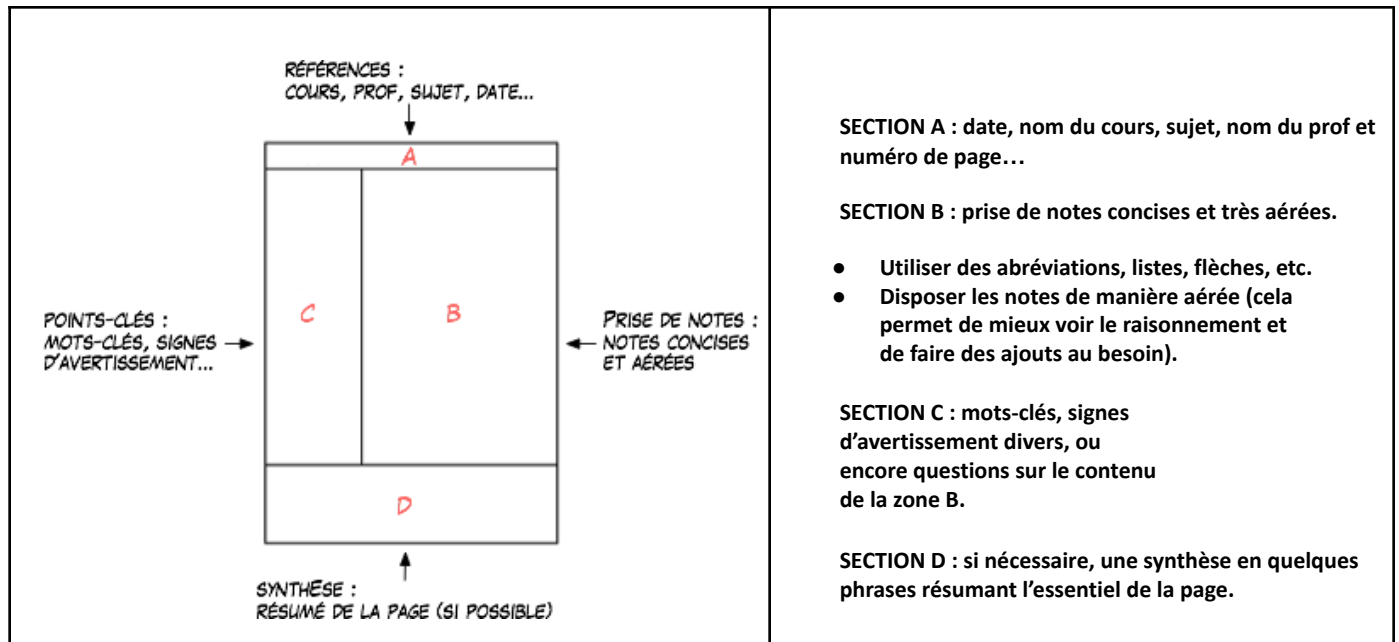 RÉFÉRENCES :
COURS, PROF, SUJET, DATE...
A
C
B
POINTS-CLÉS :
MOTS-CLÉS, SIGNES
D'AVERTISSEMENT...
PRISE DE NOTES :
NOTES CONCISES
ET AÉRÉES
D
SYNTHESE :
RÉSUMÉ DE LA PAGE (SI POSSIBLE)
SECTION A : date, nom du cours, sujet, nom du prof et
numéro de page…
SECTION B : prise de notes concises et très aérées.
● Utiliser des abréviations, listes, flèches, etc.
● Disposer les notes de manière aérée (cela
permet de mieux voir le raisonnement et
de faire des ajouts au besoin).
SECTION C : mots-clés, signes
d’avertissement divers, ou
encore questions sur le contenu
de la zone B.
SECTION D : si nécessaire, une synthèse en quelques
phrases résumant l’essentiel de la page.